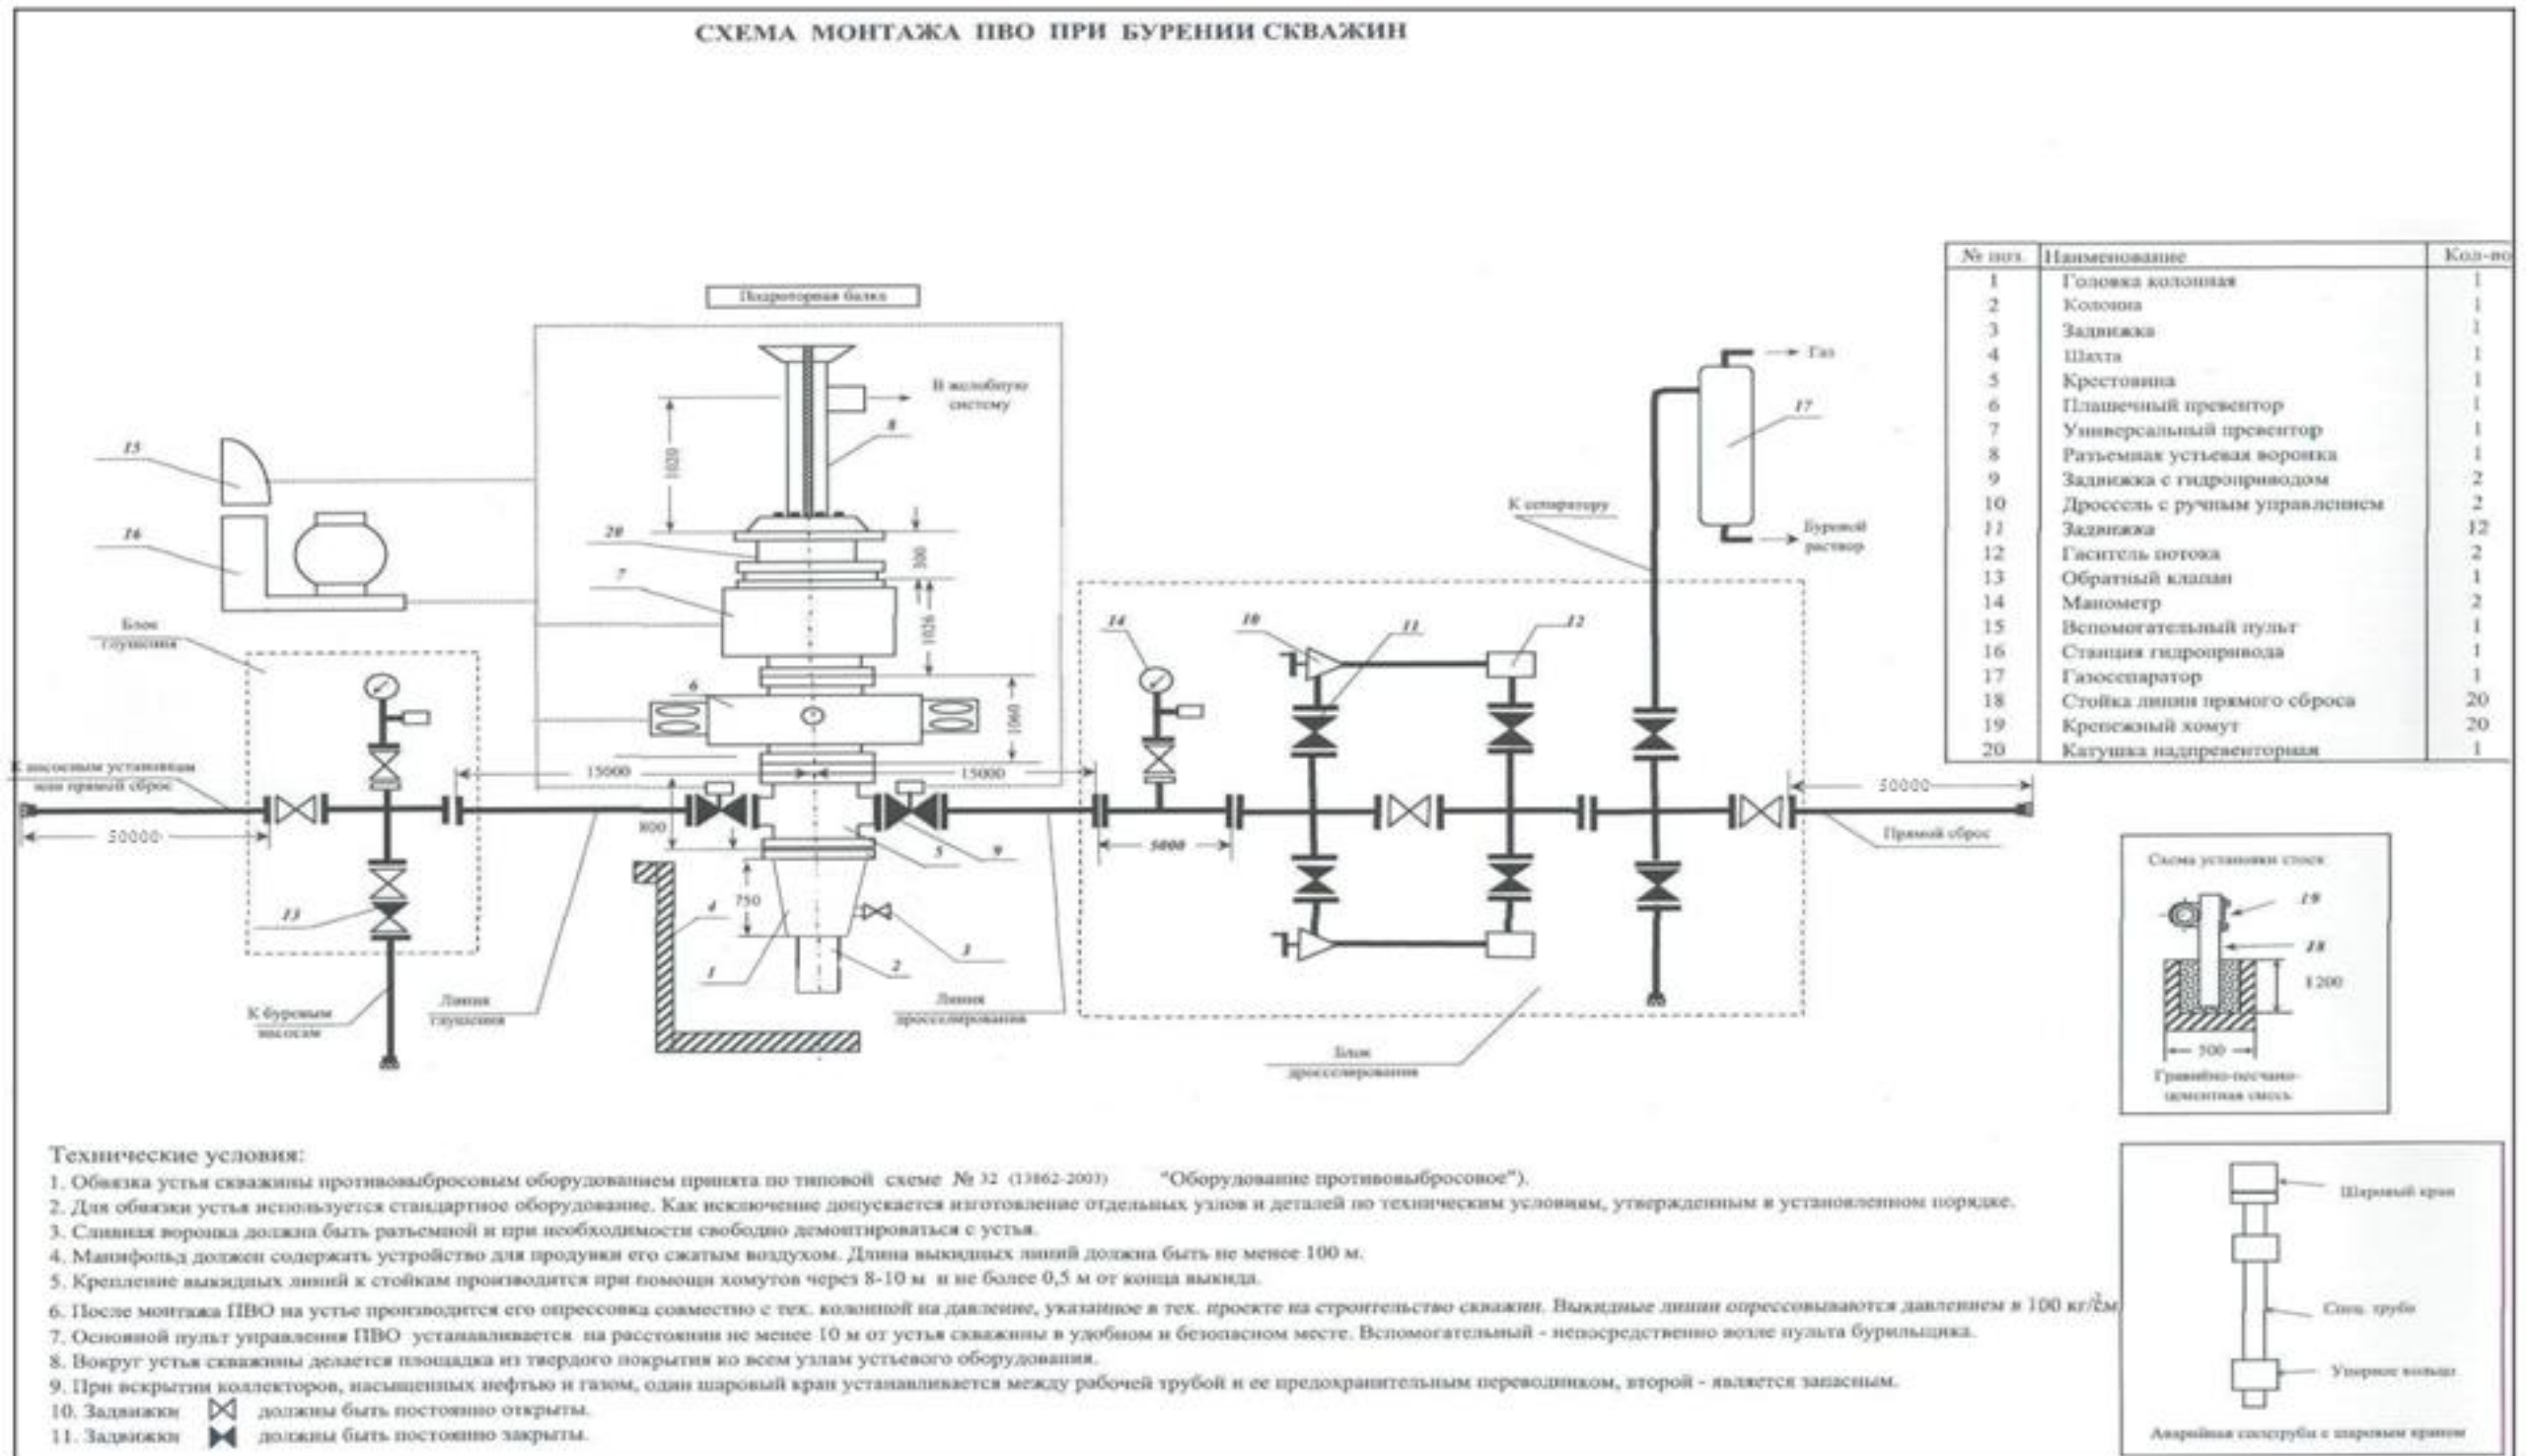 СХЕМА МОНТАЖА ПВО ПРИ БУРЕНИИ СКВАЖИН
Подроторная балка
В желобную
систему
8
1020
15
16
20
7
300
1026
Блок
глушения
6
1060
К насосным установкам
или прямой сброс
50000
15000
15000
800
750
5
9
4
3
1
2
13
К буровым
насосам
Линия
глушения
Линия
дросселирования
14
10
11
12
5000
К сепаратору
Газ
17
Буровой
раствор
50000
Прямой сброс
Блок
дросселирования
№ поз. Наименование Кол-во
1 Головка колонная 1
2 Колонна 1
3 Задвижка 1
4 Шахта 1
5 Крестовина 1
6 Плашечный превентор 1
7 Универсальный превентор 1
8 Разъемная устьевая воронка 1
9 Задвижка с гидроприводом 2
10 Дроссель с ручным управлением 2
11 Задвижка 12
12 Гаситель потока 2
13 Обратный клапан 1
14 Манометр 2
15 Вспомогательный пульт 1
16 Станция гидропривода 1
17 Газосепаратор 1
18 Стойка линии прямого сброса 20
19 Крепежный хомут 20
20 Катушка надпревенторная 1
Схема установки стоек
19
18
1200
500
Гравийно-песчано-
цементная смесь
Шаровый кран
Спец. труба
Упорное кольцо
Аварийная спецтруба с шаровым краном
Технические условия:
1. Обвязка устья скважины противовыбросовым оборудованием принята по типовой схеме № 32 (13862-2003) "Оборудование противовыбросовое").
2. Для обвязки устья используется стандартное оборудование. Как исключение допускается изготовление отдельных узлов и деталей по техническим условиям, утвержденным в установленном порядке.
3. Сливная воронка должна быть разъемной и при необходимости свободно демонтироваться с устья.
4. Манифольд должен содержать устройство для продувки его сжатым воздухом. Длина выкидных линий должна быть не менее 100 м.
5. Крепление выкидных линий к стойкам производится при помощи хомутов через 8-10 м и не более 0,5 м от конца выкида.
6. После монтажа ПВО на устье производится его опрессовка совместно с тех. колонной на давление, указанное в тех. проекте на строительство скважин. Выкидные линии опрессовываются давлением в 100 кг/см²
7. Основной пульт управления ПВО устанавливается на расстоянии не менее 10 м от устья скважины в удобном и безопасном месте. Вспомогательный - непосредственно возле пульта бурильщика.
8. Вокруг устья скважины делается площадка из твердого покрытия ко всем узлам устьевого оборудования.
9. При вскрытии коллекторов, насыщенных нефтью и газом, один шаровый кран устанавливается между рабочей трубой и ее предохранительным переводником, второй - является запасным.
10. Задвижки должны быть постоянно открыты.
11. Задвижки должны быть постоянно закрыты.